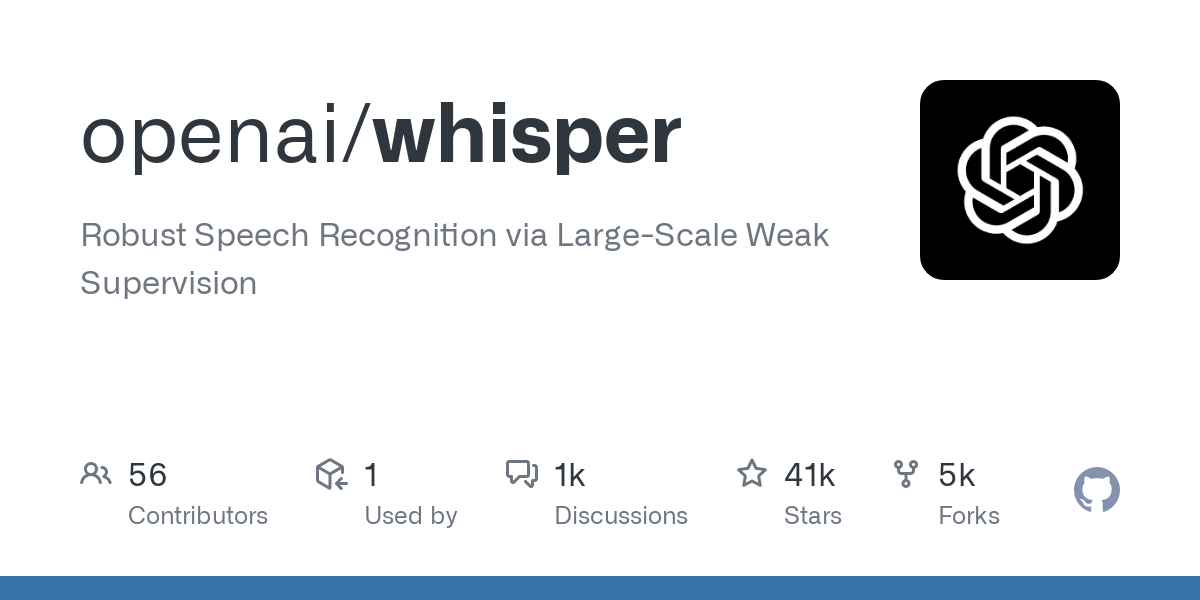 openai/whisper
Robust Speech Recognition via Large-Scale Weak
Supervision
56
Contributors
1
Used by
1k
Discussions
41k
Stars
5k
Forks